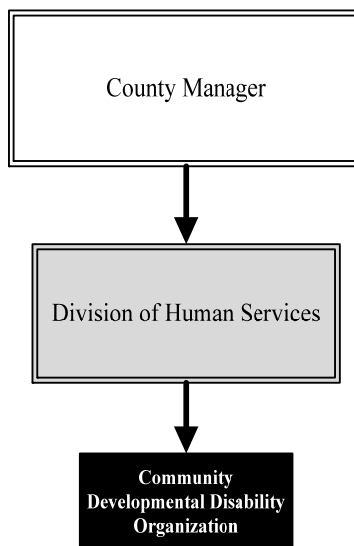 County Manager
Division of Human Services
Community
Developmental Disability
Organization